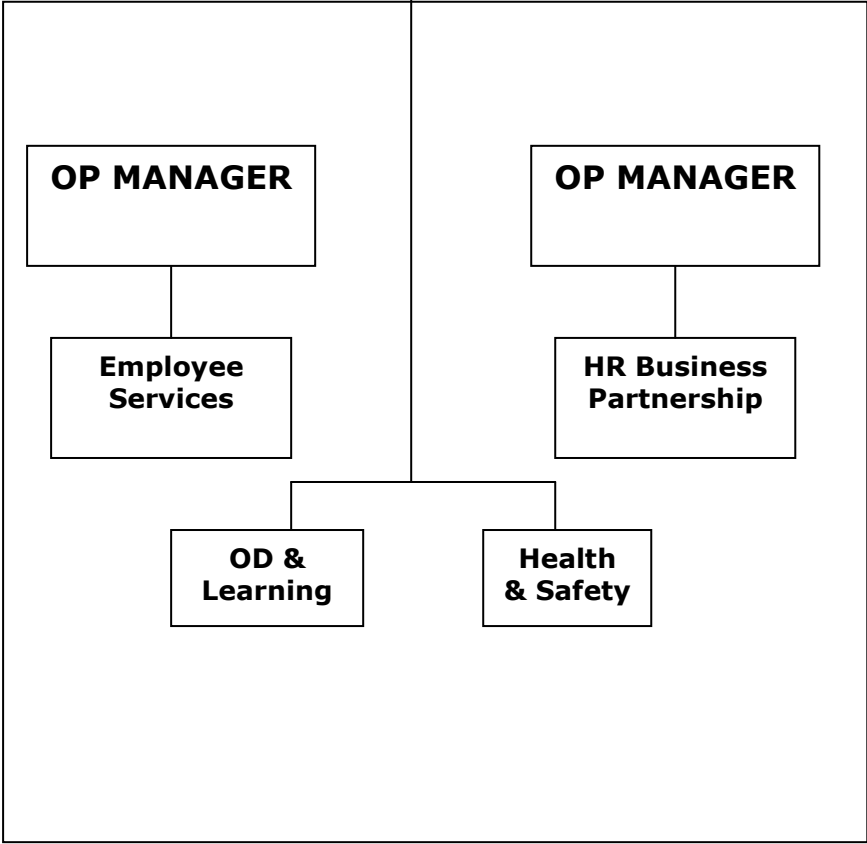 OP MANAGER
OP MANAGER
Employee
Services
HR Business
Partnership
OD &
Learning
Health
& Safety